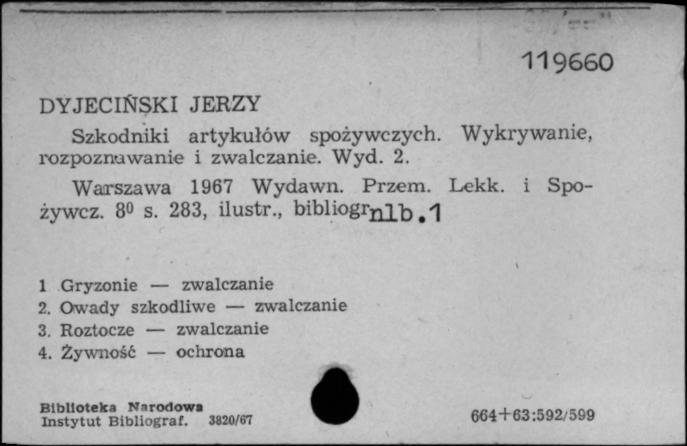 119660
DYJECIŃSKI JERZY
Szkodniki artykułów spożywczych. Wykrywanie,
rozpoznawanie i zwalczanie. Wyd. 2.
Warszawa 1967 Wydawn. Przem. Lekk. i Spo-
żywcz. 8⁰ s. 283, ilustr., bibliogr nlb.1
1 Gryzonie — zwalczanie
2. Owady szkodliwe — zwalczanie
3. Roztocze — zwalczanie
4. Żywność — ochrona
Biblioteka Narodowa
Instytut Bibliograf. 3820/67
664+63:592/599